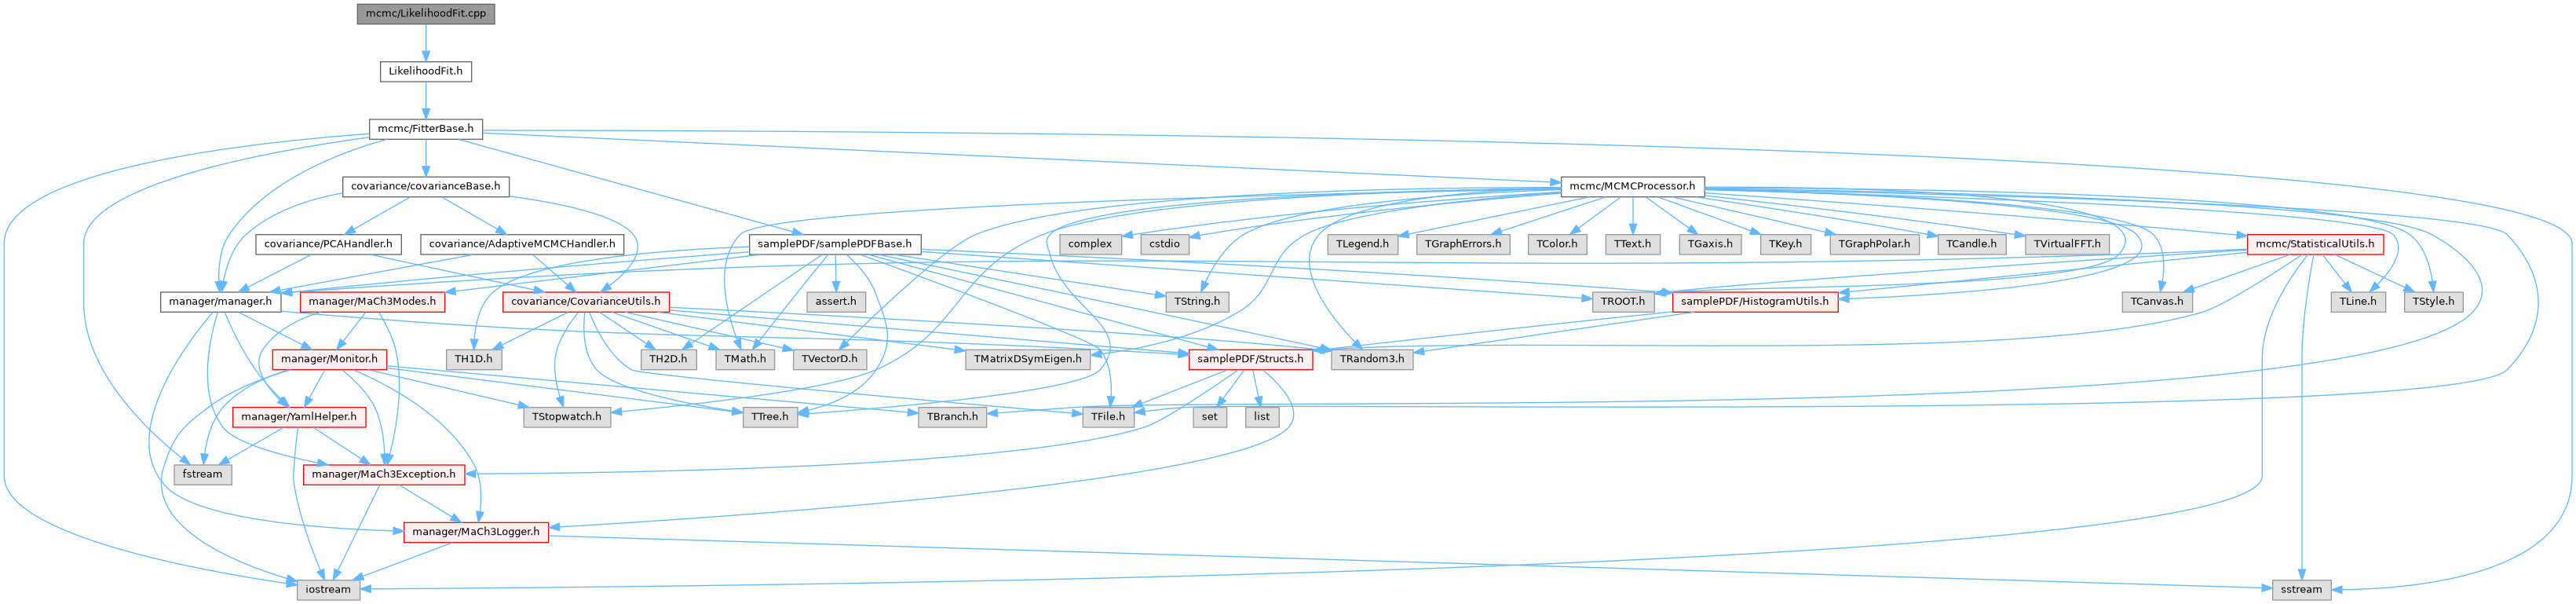 mcmc/LikelihoodFit.cpp
LikelihoodFit.h
mcmc/FitterBase.h
covariance/covarianceBase.h
mcmc/MCMCProcessor.h
covariance/PCAHandler.h
covariance/AdaptiveMCMCHandler.h
samplePDF/samplePDFBase.h
complex
cstdio
TLegend.h
TGraphErrors.h
TColor.h
TText.h
TGaxis.h
TKey.h
TGraphPolar.h
TCandle.h
TVirtualFFT.h
mcmc/StatisticalUtils.h
manager/manager.h
manager/MaCh3Modes.h
covariance/CovarianceUtils.h
assert.h
TString.h
TROOT.h
samplePDF/HistogramUtils.h
TCanvas.h
TLine.h
TStyle.h
manager/Monitor.h
TH1D.h
TH2D.h
TMath.h
TVectorD.h
TMatrixDSymEigen.h
samplePDF/Structs.h
TRandom3.h
manager/YamlHelper.h
TStopwatch.h
TTree.h
TBranch.h
TFile.h
set
list
fstream
manager/MaCh3Exception.h
manager/MaCh3Logger.h
iostream
sstream